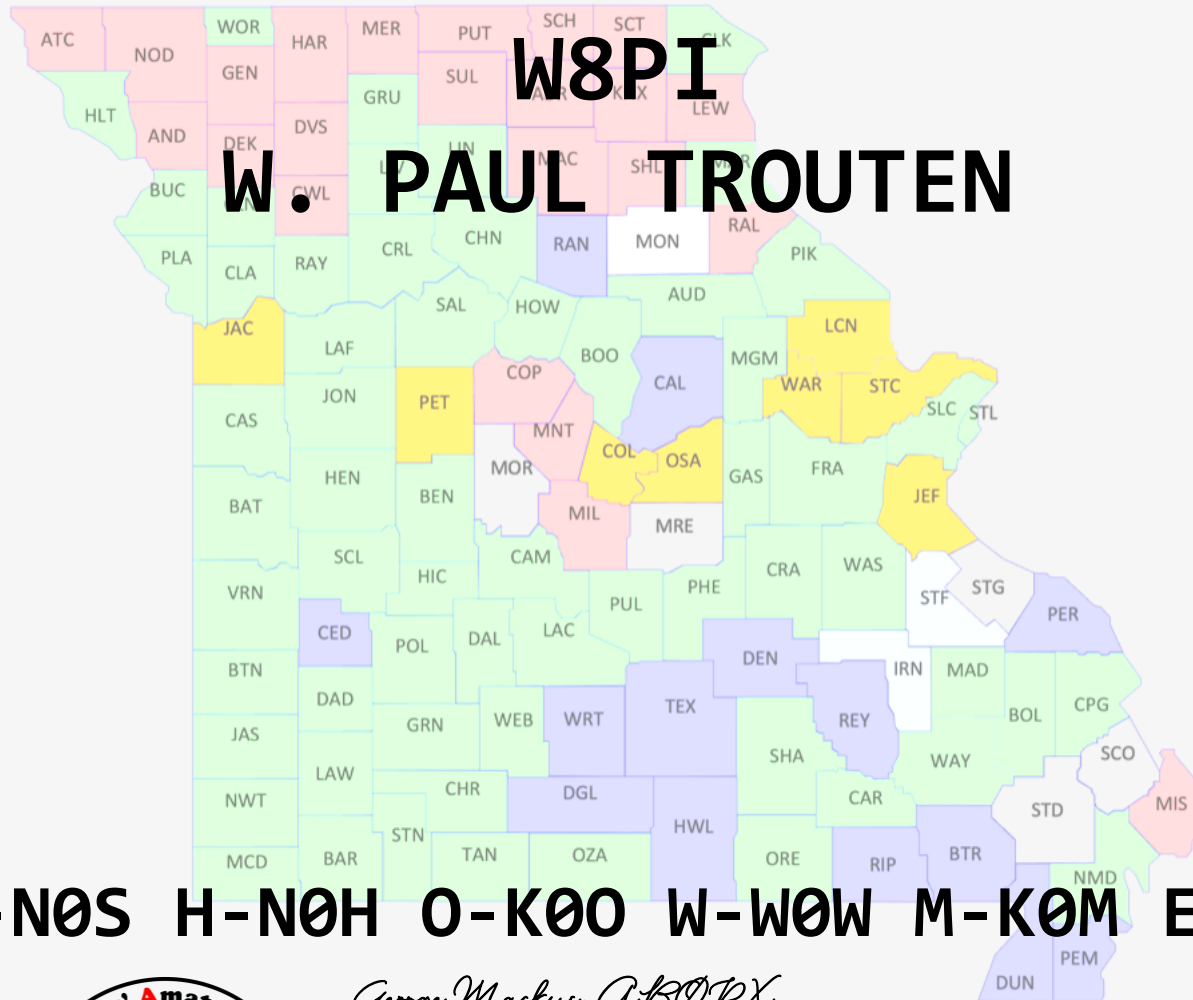 W8PI
W. PAUL TROUTEN
ATC NOD WOR HAR MER PUT SCH SCT CLK
GEN SUL LEW
HLT GRU
AND DEK DVS LIN MAC SHL MAR
BUC CWL
PLA CLA RAY CRL CHN RAN MON RAL PIK
JAC LAF SAL HOW AUD LCN
BOO MGM
CAS JON PET COP CAL WAR STC SLC STL
MNT COL OSA
BAT HEN BEN MOR GAS FRA JEF
MIL MRE
VRN SCL HIC CAM PHE CRA WAS STF STG
PUL PER
CED POL DAL LAC DEN
BTN DAD IRN MAD
GRN WEB WRT TEX REY BOL CPG
JAS SHA WAY SCO
LAW CHR DGL CAR
NWT STN HWL STD MIS
MCD BAR TAN OZA ORE RIP BTR NMD
-N0S H-N0H O-K0O W-W0W M-K0M E
PEM
DUN